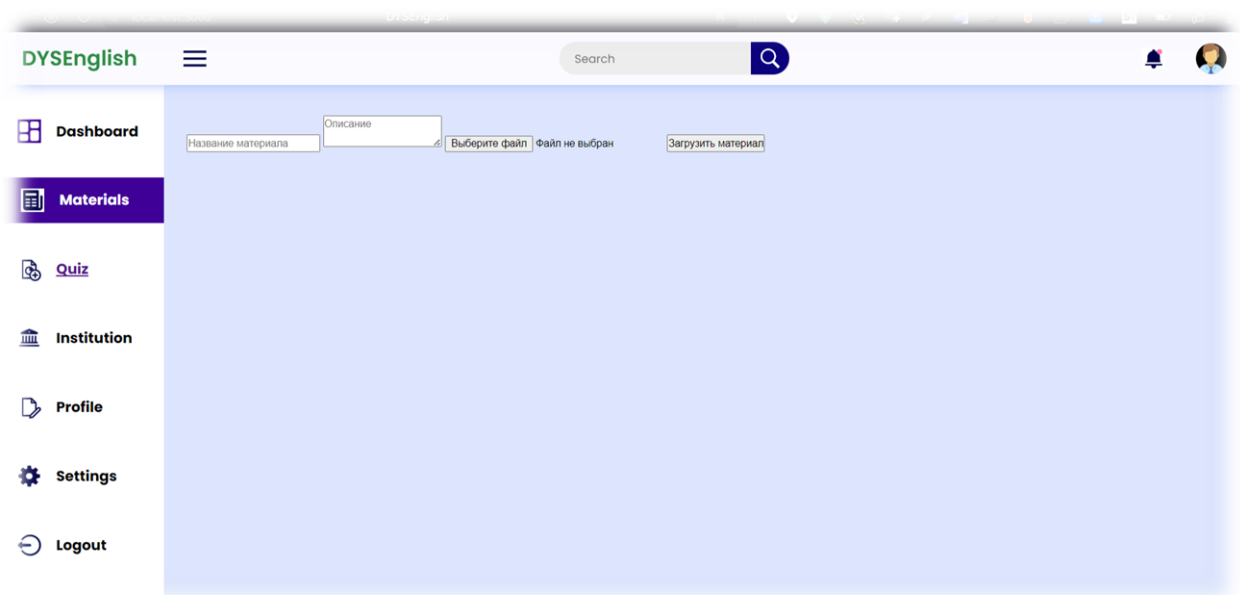 DYSEnglish
DYSEnglish
Search
Dashboard
Описание
Название материала
Выберите файл Файл не выбран
Загрузить материал
Materials
Quiz
Institution
Profile
Settings
Logout